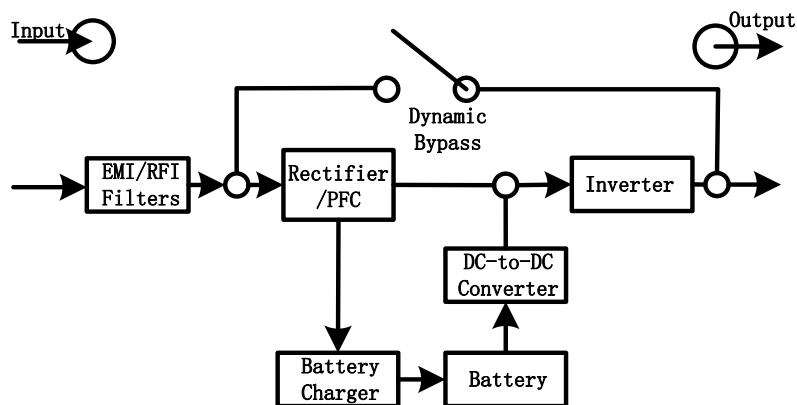 Input
Output
Dynamic
Bypass
EMI/RFI
Filters
Rectifier
/PFC
Inverter
DC-to-DC
Converter
Battery
Charger
Battery